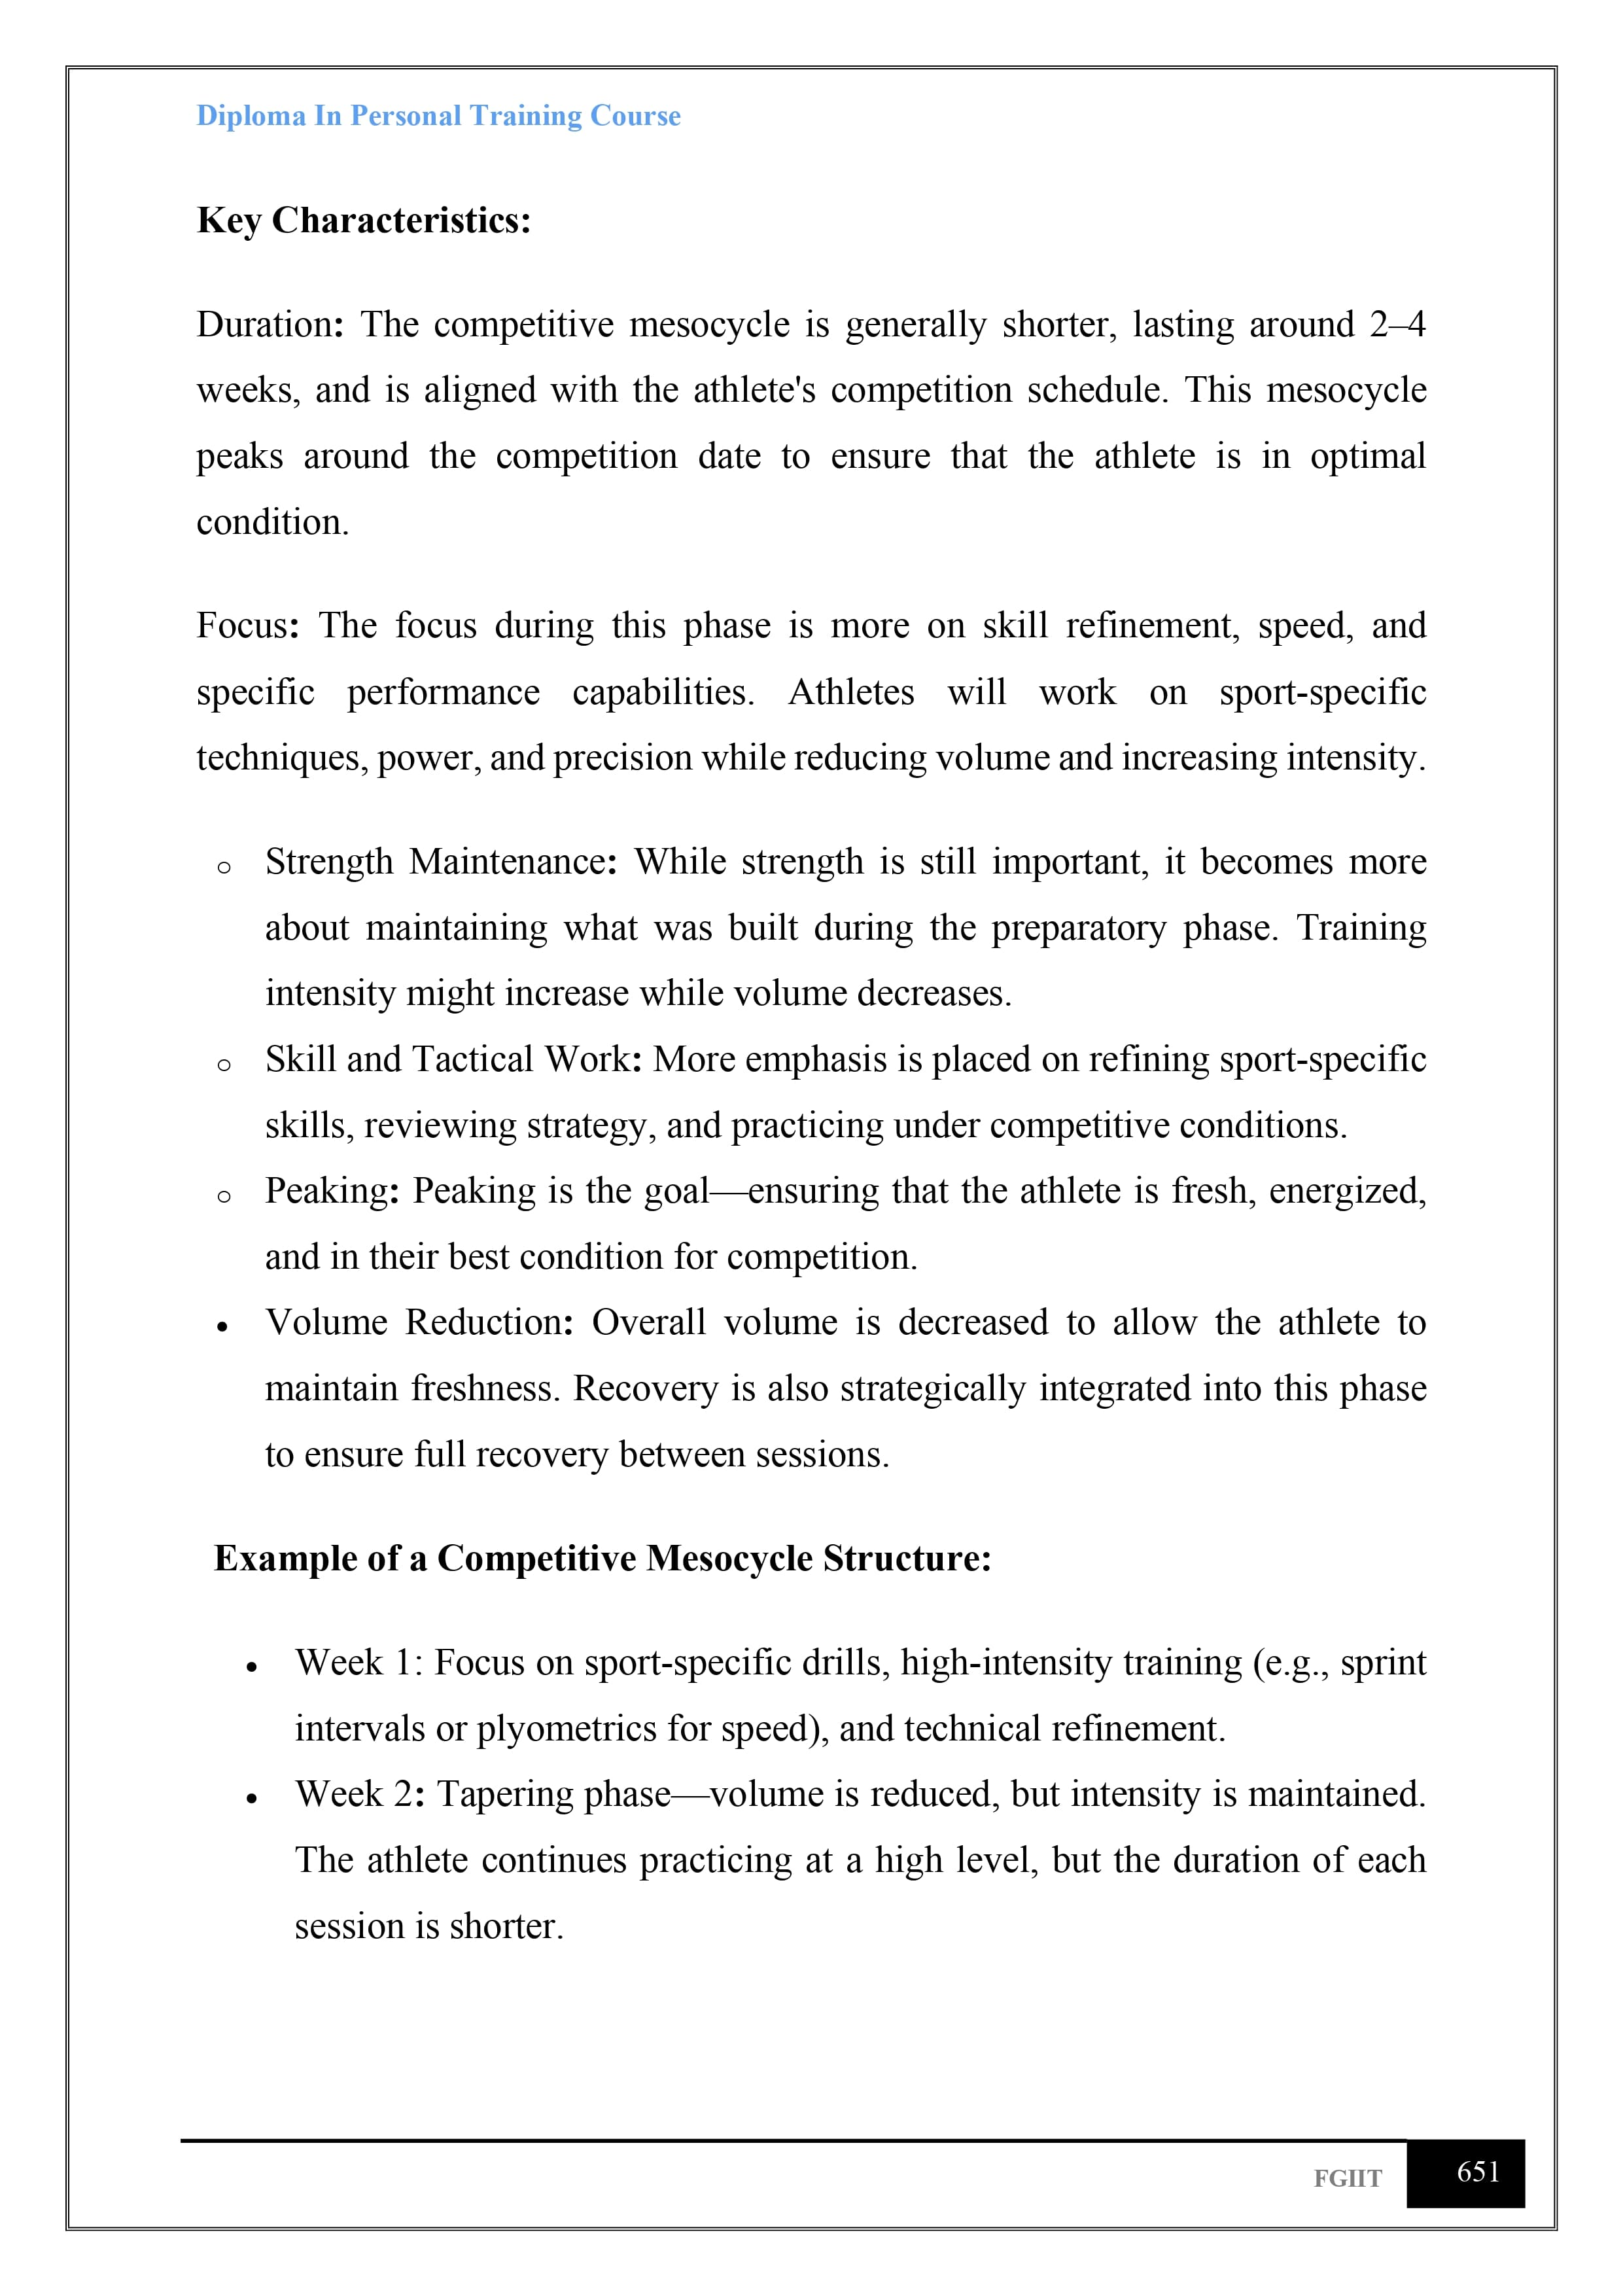 Diploma In Personal Training Course
Key Characteristics:
Duration: The competitive mesocycle is generally shorter, lasting around 2–4
weeks, and is aligned with the athlete's competition schedule. This mesocycle
peaks around the competition date to ensure that the athlete is in optimal
condition.
Focus: The focus during this phase is more on skill refinement, speed, and
specific performance capabilities. Athletes will work on sport-specific
techniques, power, and precision while reducing volume and increasing intensity.
o Strength Maintenance: While strength is still important, it becomes more
about maintaining what was built during the preparatory phase. Training
intensity might increase while volume decreases.
o Skill and Tactical Work: More emphasis is placed on refining sport-specific
skills, reviewing strategy, and practicing under competitive conditions.
o Peaking: Peaking is the goal—ensuring that the athlete is fresh, energized,
and in their best condition for competition.
• Volume Reduction: Overall volume is decreased to allow the athlete to
maintain freshness. Recovery is also strategically integrated into this phase
to ensure full recovery between sessions.
Example of a Competitive Mesocycle Structure:
• Week 1: Focus on sport-specific drills, high-intensity training (e.g., sprint
intervals or plyometrics for speed), and technical refinement.
• Week 2: Tapering phase—volume is reduced, but intensity is maintained.
The athlete continues practicing at a high level, but the duration of each
session is shorter.
FGIIT 651